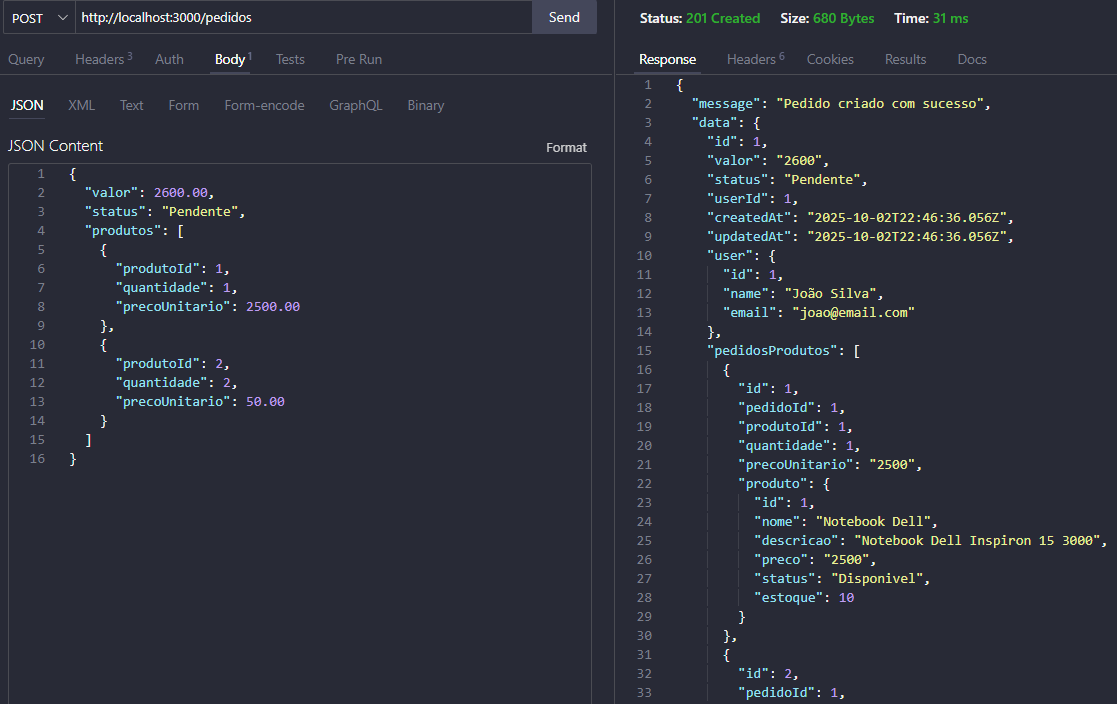 POST http://localhost:3000/pedidos Send
Query Headers 3 Auth Body 1 Tests Pre Run
JSON XML Text Form Form-encode GraphQL Binary
JSON Content Format
1 {
2 "valor": 2600.00,
3 "status": "Pendente",
4 "produtos": [
5 {
6 "produtoId": 1,
7 "quantidade": 1,
8 "precoUnitario": 2500.00
9 },
10 {
11 "produtoId": 2,
12 "quantidade": 2,
13 "precoUnitario": 50.00
14 }
15 ]
16 }
Status: 201 Created Size: 680 Bytes Time: 31 ms
Response Headers 6 Cookies Results Docs
1 {
2 "message": "Pedido criado com sucesso",
3 "data": {
4 "id": 1,
5 "valor": "2600",
6 "status": "Pendente",
7 "userId": 1,
8 "createdAt": "2025-10-02T22:46:36.056Z",
9 "updatedAt": "2025-10-02T22:46:36.056Z",
10 "user": {
11 "id": 1,
12 "name": "João Silva",
13 "email": "joao@email.com"
14 },
15 "pedidosProdutos": [
16 {
17 "id": 1,
18 "pedidoId": 1,
19 "produtoId": 1,
20 "quantidade": 1,
21 "precoUnitario": "2500",
22 "produto": {
23 "id": 1,
24 "nome": "Notebook Dell",
25 "descricao": "Notebook Dell Inspiron 15 3000",
26 "preco": "2500",
27 "status": "Disponivel",
28 "estoque": 10
29 }
30 },
31 {
32 "id": 2,
33 "pedidoId": 1,